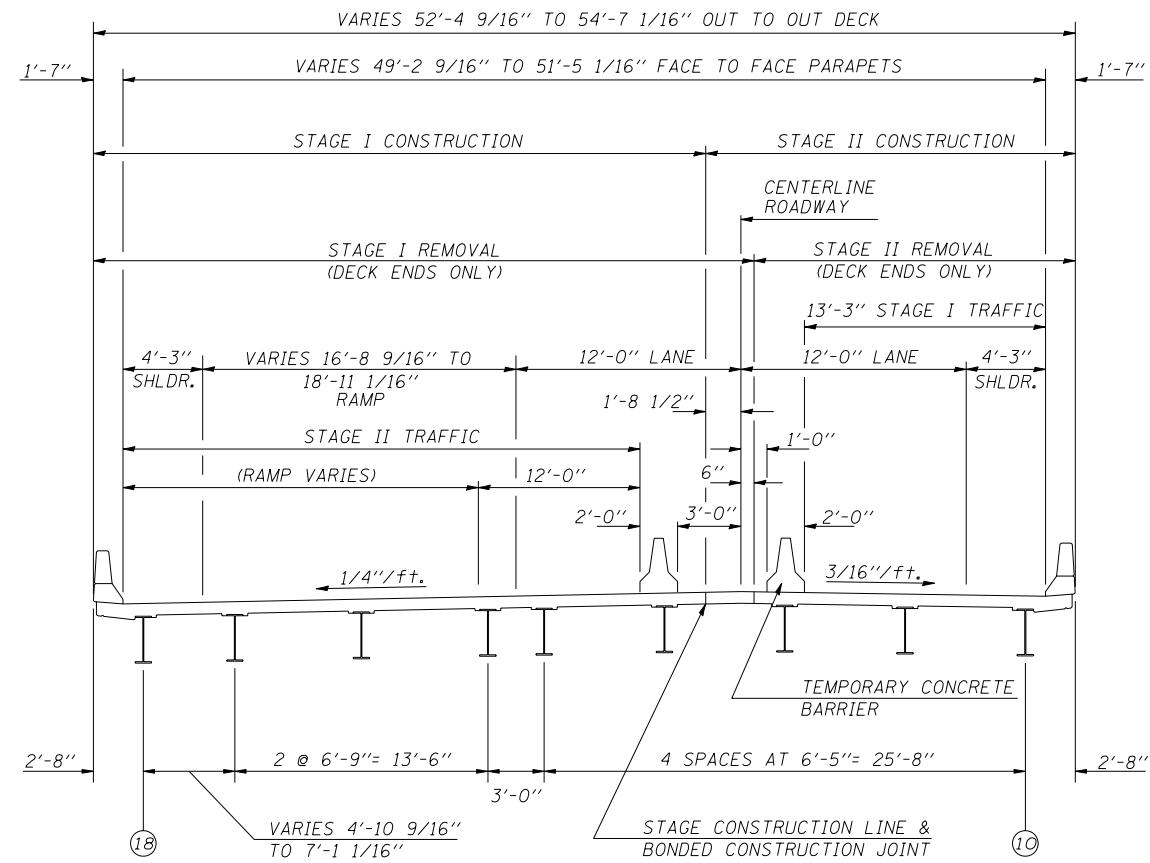 VARIES 52'-4 9/16" TO 54'-7 1/16" OUT TO OUT DECK
1'-7"
VARIES 49'-2 9/16" TO 51'-5 1/16" FACE TO FACE PARAPETS
1'-7"
STAGE I CONSTRUCTION
STAGE II CONSTRUCTION
CENTERLINE
ROADWAY
STAGE I REMOVAL
(DECK ENDS ONLY)
STAGE II REMOVAL
(DECK ENDS ONLY)
13'-3" STAGE I TRAFFIC
4'-3"
SHLDR.
VARIES 16'-8 9/16" TO
18'-11 1/16"
RAMP
12'-0" LANE
12'-0" LANE
4'-3"
SHLDR.
1'-8 1/2"
STAGE II TRAFFIC
1'-0"
(RAMP VARIES)
12'-0"
6"
2'-0"
3'-0"
2'-0"
1/4"/ft.
3/16"/ft.
TEMPORARY CONCRETE
BARRIER
2'-8"
2 @ 6'-9"= 13'-6"
3'-0"
4 SPACES AT 6'-5"= 25'-8"
2'-8"
18
VARIES 4'-10 9/16"
TO 7'-1 1/16"
STAGE CONSTRUCTION LINE &
BONDED CONSTRUCTION JOINT
10